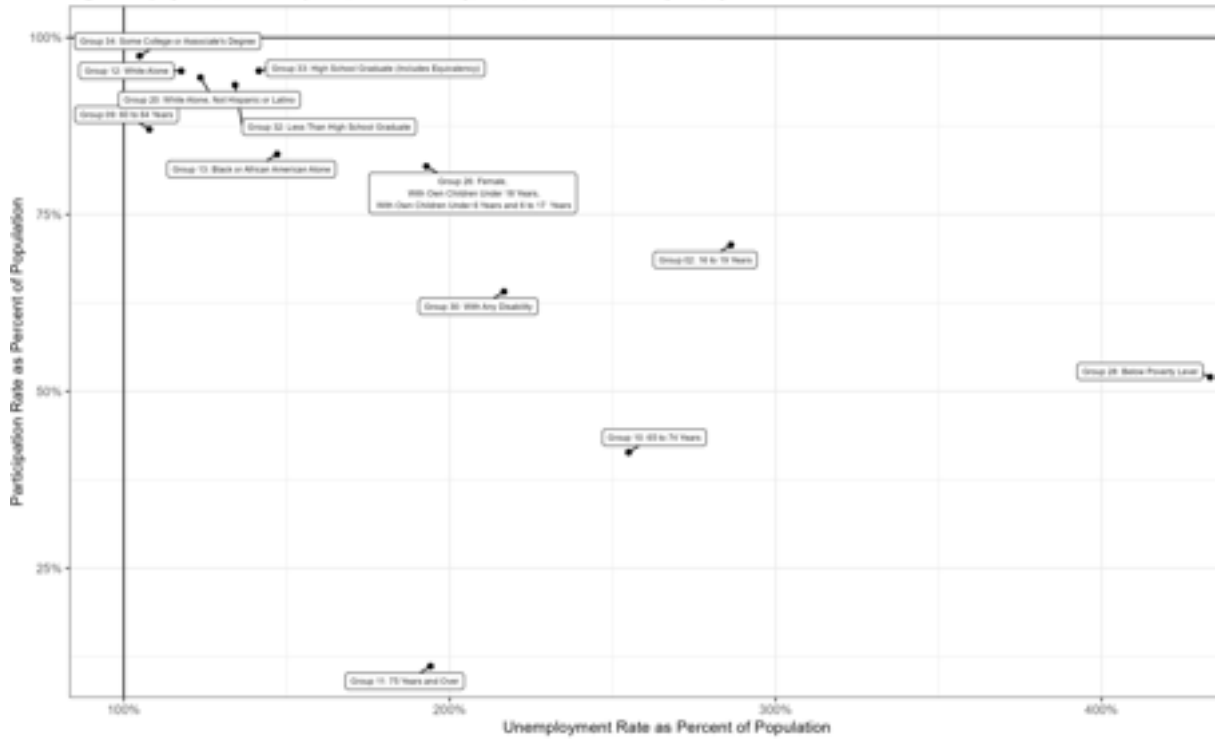 100%
Group 34: Some College or Associate's Degree
Group 12: White Alone
Group 33: High School Graduate (Includes Equivalency)
Group 20: White Alone, Not Hispanic or Latino
Group 09: 60 to 64 Years
Group 32: Less Than High School Graduate
Group 13: Black or African American Alone
Group 26: Female,
With Own Children Under 18 Years,
With Own Children Under 6 Years and 6 to 17 Years
75%
Group 02: 16 to 19 Years
Group 30: With Any Disability
Group 28: Below Poverty Level
50%
Group 10: 65 to 74 Years
25%
Group 11: 75 Years and Over
100%
200%
300%
400%
Participation Rate as Percent of Population
Unemployment Rate as Percent of Population